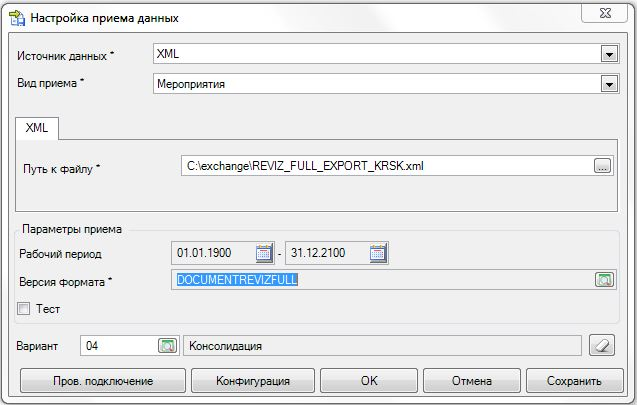 Настройка приема данных
Источник данных * XML
Вид приема * Мероприятия
XML
Путь к файлу * C:\exchange\REVIZ_FULL_EXPORT_KRSK.xml ...
Параметры приема
Рабочий период 01.01.1900 - 31.12.2100
Версия формата * DOCUMENTREVIZFULL
Тест
Вариант 04 Консолидация
Пров. подключение Конфигурация OK Отмена Сохранить